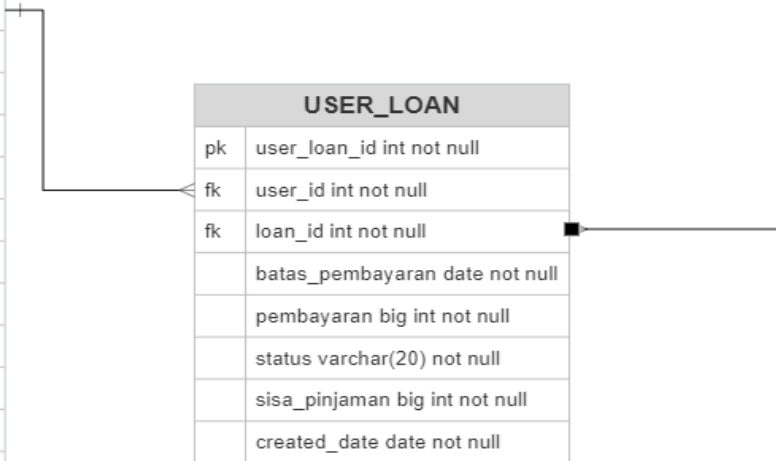 USER_LOAN
pk user_loan_id int not null
fk user_id int not null
fk loan_id int not null
batas_pembayaran date not null
pembayaran big int not null
status varchar(20) not null
sisa_pinjaman big int not null
created_date date not null